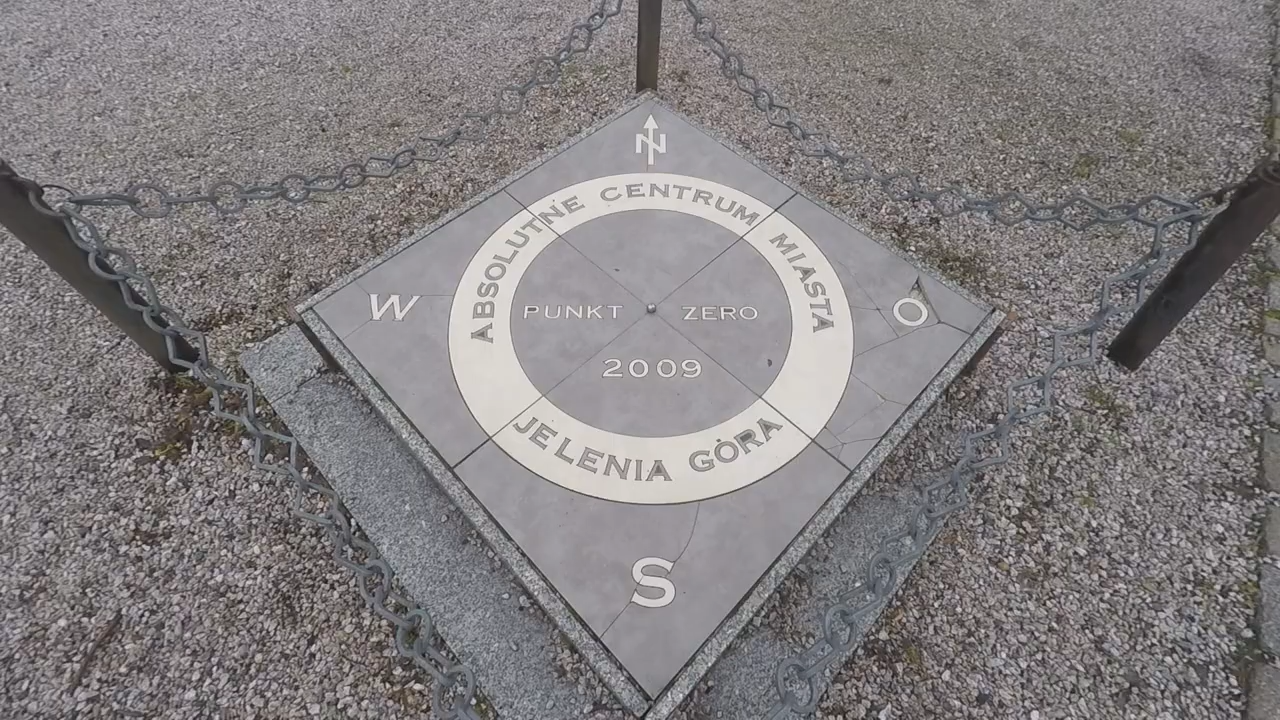 N
ABSOLUTNE CENTRUM MIASTA
W
O
PUNKT ZERO
2009
JELENIA GÓRA
S